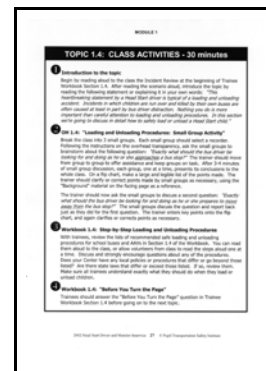 MODULE 1
TOPIC 1.4: CLASS ACTIVITIES - 30 minutes
1 Introduction to the topic
Begin by reading aloud to the class the Incident Review at the beginning of Trainee
Workbook Section 1.4. After reading the scenario aloud, introduce the topic by
reading the following statement or explaining it in your own words: "The
heartbreaking statement by a Head Start driver is typical of a loading and unloading
accident. Incidents in which children are run over and killed by their own buses are
often caused at least in part by bus driver distraction. Nothing you do is more
important than careful attention to loading and unloading procedures. In this section
we're going to discuss in detail how to safely load or unload a Head Start child."
2 IM 1.4: "Loading and Unloading Procedures: Small Group Activity"
Break the class into 3 small groups. Each small group should select a recorder.
Following the instructions on the overhead transparency, ask the small groups to
brainstorm about the following question: "Exactly what should the bus driver be
looking for and doing as he or she approaches a bus stop?" The trainer should move
from group to group to offer assistance and keep groups on task. After 5-8 minutes
of small group discussion, each group, one at a time, presents its conclusions to the
whole class. On a flip chart, make a large and legible list of the points made. The
trainer should clarify or correct points made by small groups as necessary, using the
"Background" material on the facing page as a reference.
The trainer should now ask the small groups to discuss a second question: "Exactly
what should the bus driver be looking for and doing as he or she prepares to move
away from the bus stop?" The small groups discuss the question and report back
just as they did for the first question. The trainer enters key points onto the flip
chart, and again clarifies or corrects points as necessary.
3 Workbook 1.4: Step-by-Step Loading and Unloading Procedures
With trainees, review the lists of recommended safe loading and unloading
procedures for school buses and AAVs in Section 1.4 of the Workbook. You can read
them aloud to the class, or allow volunteers from class to read the steps aloud one at
a time. Discuss and strongly encourage questions about any of the procedures.
Does your Center have any local policies or procedures that differ or go beyond those
listed? Are there state laws that differ or exceed those listed? If so, review them.
Make sure all trainees understand exactly what they should do when they load or
unload children.
4 Workbook 1.4: "Before You Turn the Page"
Trainees should answer the "Before You Turn the Page" question in Trainee
Workbook Section 1.4 before going on to the next topic.